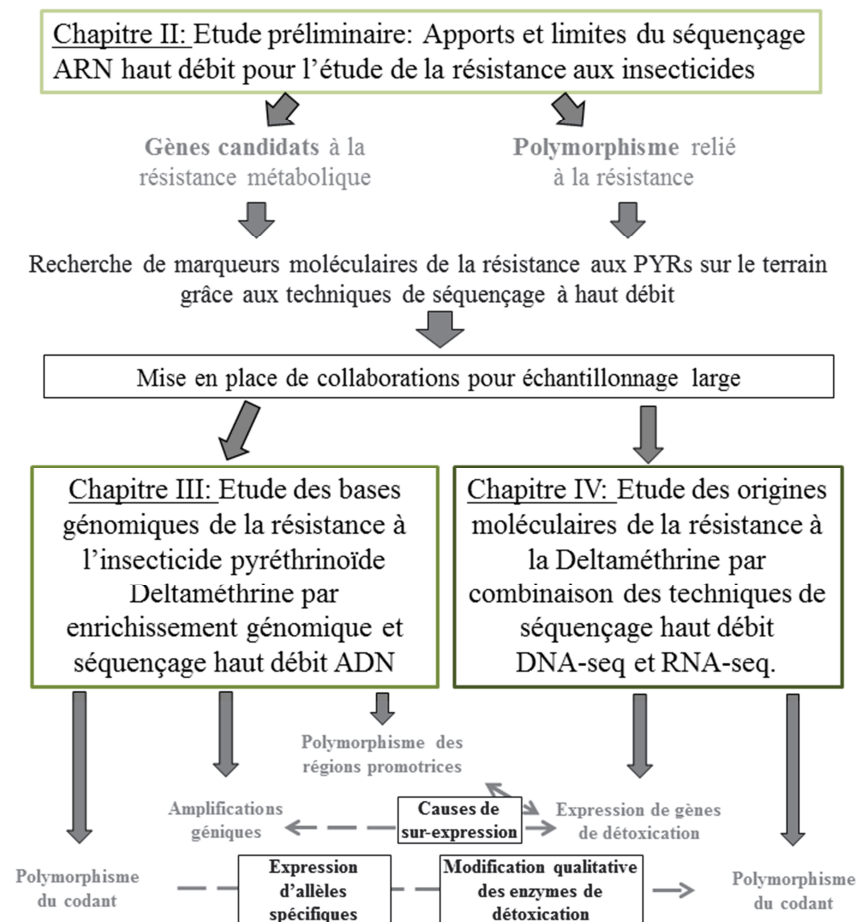 Chapitre II: Etude préliminaire: Apports et limites du séquençage
ARN haut débit pour l'étude de la résistance aux insecticides
Gènes candidats à la
résistance métabolique
Polymorphisme relié
à la résistance
Recherche de marqueurs moléculaires de la résistance aux PYRs sur le terrain
grâce aux techniques de séquençage à haut débit
Mise en place de collaborations pour échantillonnage large
Chapitre III: Etude des bases
génomiques de la résistance à
l'insecticide pyréthrinoïde
Deltaméthrine par
enrichissement génomique et
séquençage haut débit ADN
Chapitre IV: Etude des origines
moléculaires de la résistance à
la Deltaméthrine par
combinaison des techniques de
séquençage haut débit
DNA-seq et RNA-seq.
Polymorphisme des
régions promotrices
Amplifications
géniques
Causes de
sur-expression
Expression de gènes
de détoxication
Polymorphisme
du codant
Expression
d'allèles
spécifiques
Modification qualitative
des enzymes de
détoxication
Polymorphisme
du codant